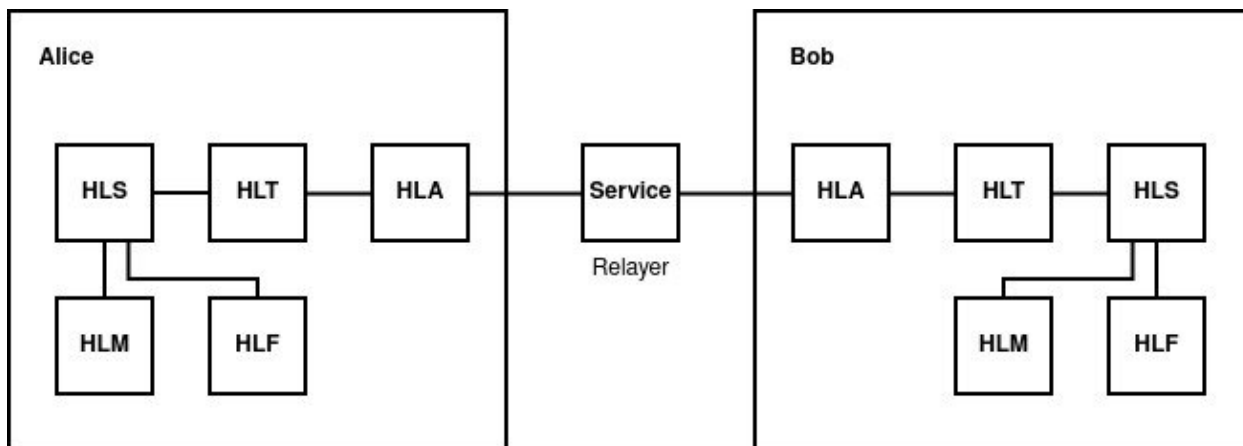 Alice
Bob
HLS
HLT
HLA
Service
HLA
HLT
HLS
Relayer
HLM
HLF
HLM
HLF